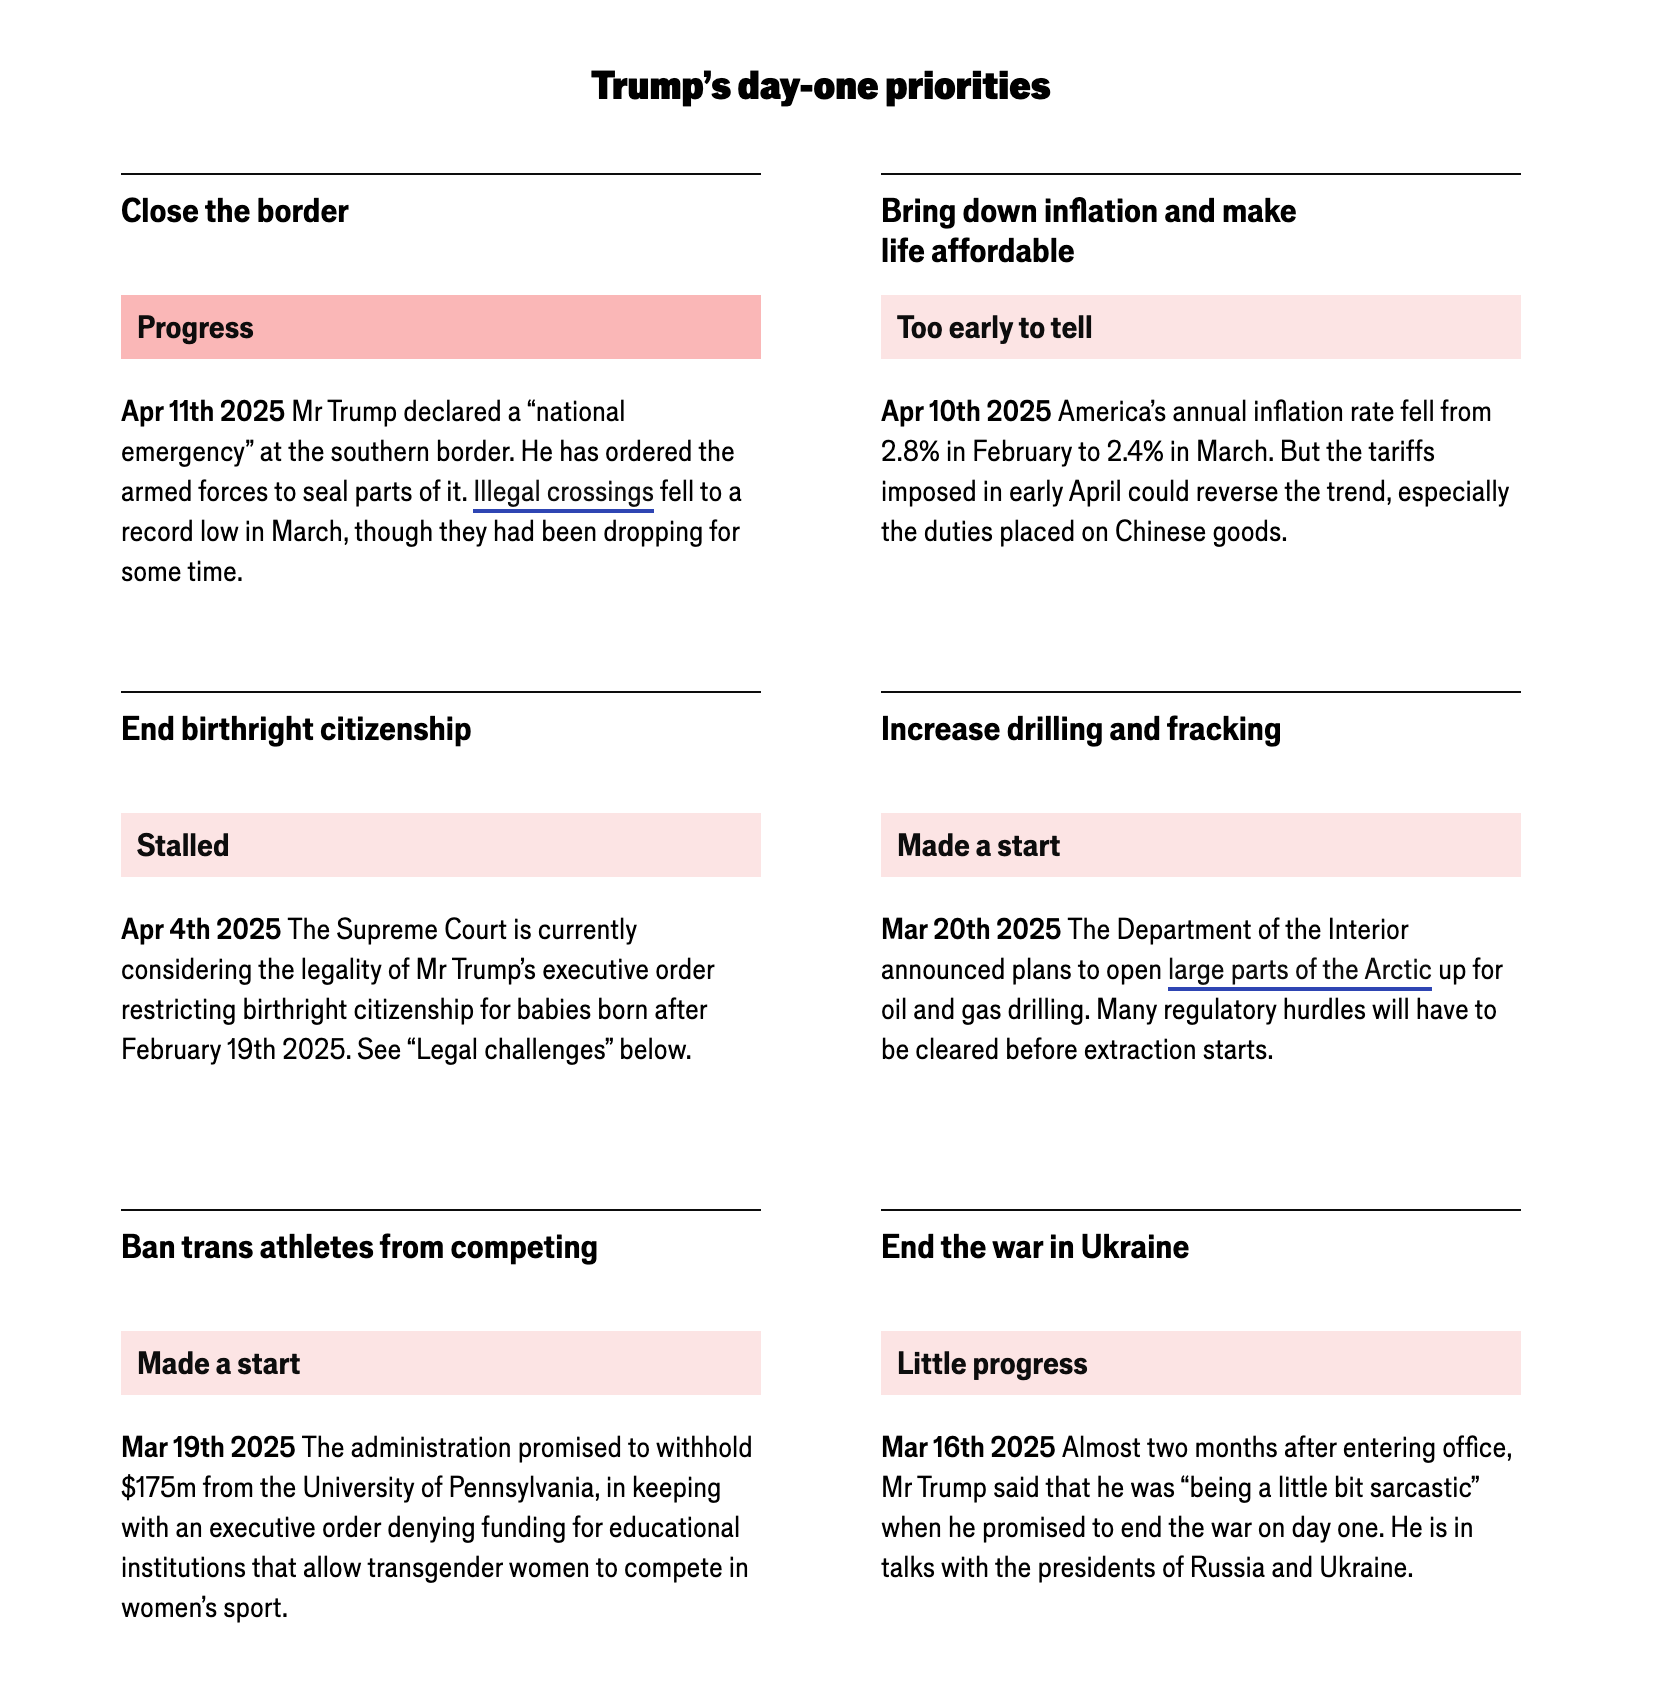 Trump’s day-one priorities
Close the border
Progress
Apr 11th 2025 Mr Trump declared a “national
emergency” at the southern border. He has ordered the
armed forces to seal parts of it. Illegal crossings fell to a
record low in March, though they had been dropping for
some time.
Bring down inflation and make
life affordable
Too early to tell
Apr 10th 2025 America’s annual inflation rate fell from
2.8% in February to 2.4% in March. But the tariffs
imposed in early April could reverse the trend, especially
the duties placed on Chinese goods.
End birthright citizenship
Stalled
Apr 4th 2025 The Supreme Court is currently
considering the legality of Mr Trump’s executive order
restricting birthright citizenship for babies born after
February 19th 2025. See “Legal challenges” below.
Increase drilling and fracking
Made a start
Mar 20th 2025 The Department of the Interior
announced plans to open large parts of the Arctic up for
oil and gas drilling. Many regulatory hurdles will have to
be cleared before extraction starts.
Ban trans athletes from competing
Made a start
Mar 19th 2025 The administration promised to withhold
$175m from the University of Pennsylvania, in keeping
with an executive order denying funding for educational
institutions that allow transgender women to compete in
women’s sport.
End the war in Ukraine
Little progress
Mar 16th 2025 Almost two months after entering office,
Mr Trump said that he was “being a little bit sarcastic”
when he promised to end the war on day one. He is in
talks with the presidents of Russia and Ukraine.